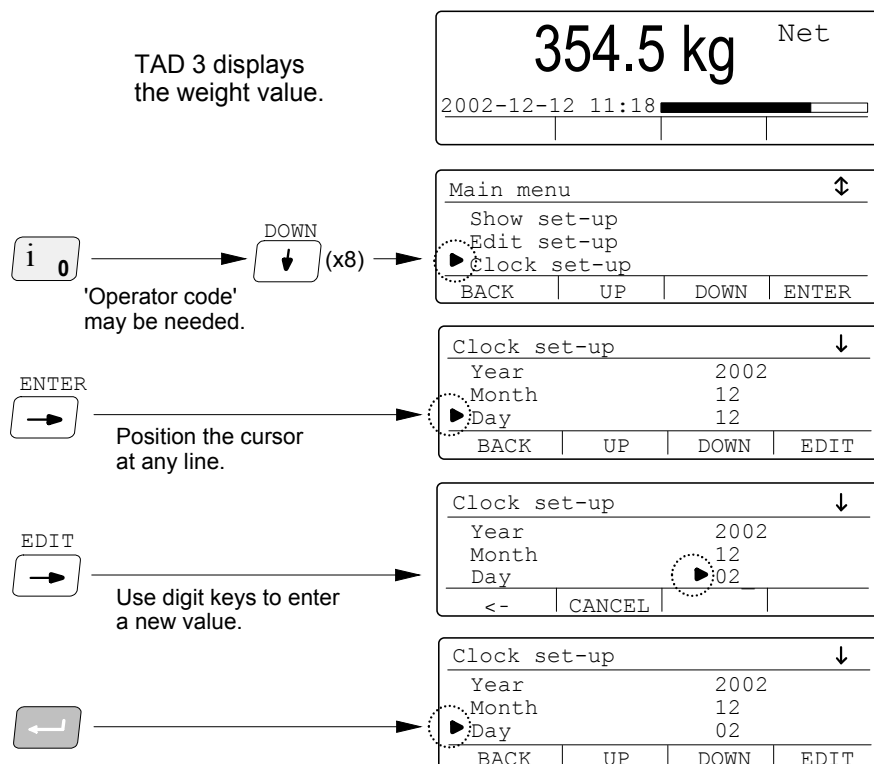 TAD 3 displays
the weight value.
354.5 kg Net
2002-12-12 11:18
i 0
'Operator code'
may be needed.
DOWN
(x8)
Main menu ↕
Show set-up
Edit set-up
Clock set-up
BACK UP DOWN ENTER
ENTER
Position the cursor
at any line.
Clock set-up ↓
Year 2002
Month 12
Day 12
BACK UP DOWN EDIT
EDIT
Use digit keys to enter
a new value.
Clock set-up ↓
Year 2002
Month 12
Day 02_
<- CANCEL
Clock set-up ↓
Year 2002
Month 12
Day 02
BACK UP DOWN EDIT